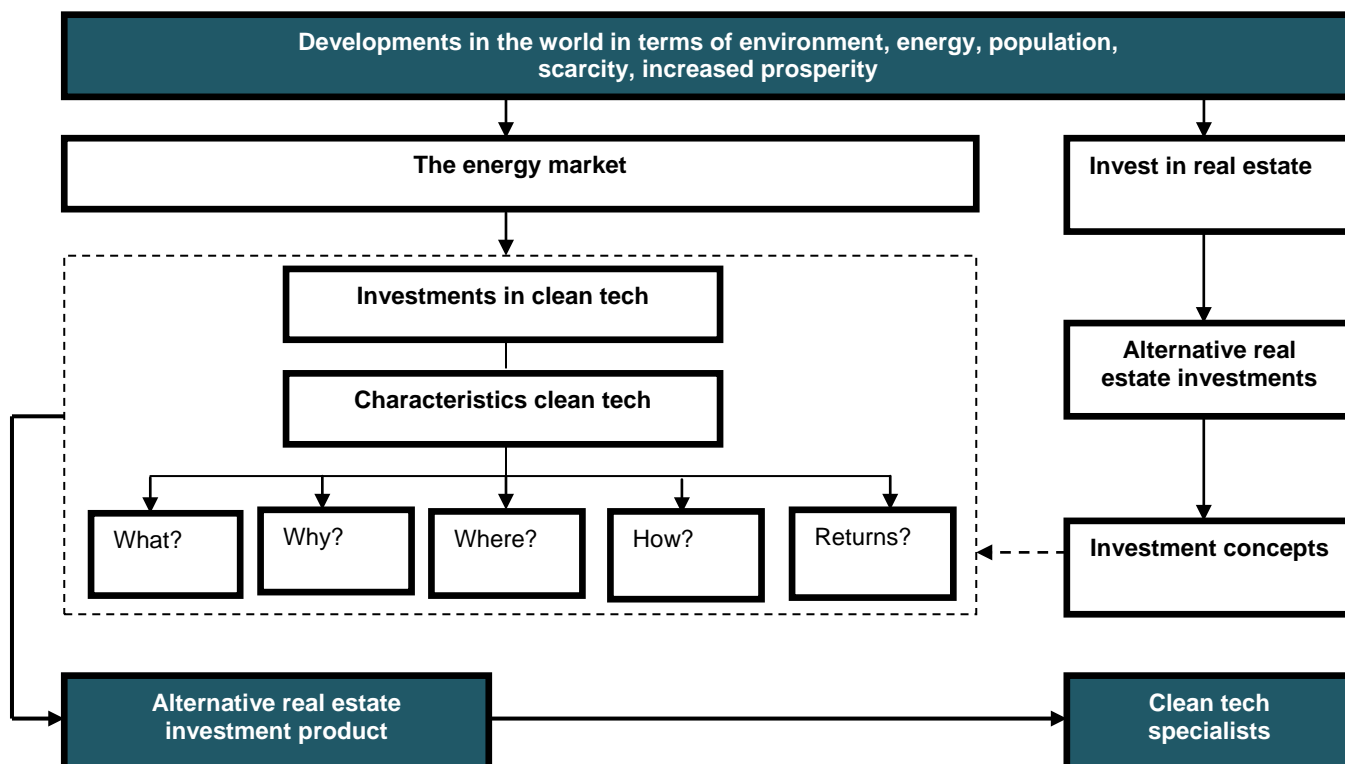 Developments in the world in terms of environment, energy, population,
scarcity, increased prosperity
The energy market
Invest in real estate
Investments in clean tech
Alternative real
estate investments
Characteristics clean tech
What?
Why?
Where?
How?
Returns?
Investment concepts
Alternative real estate
investment product
Clean tech
specialists